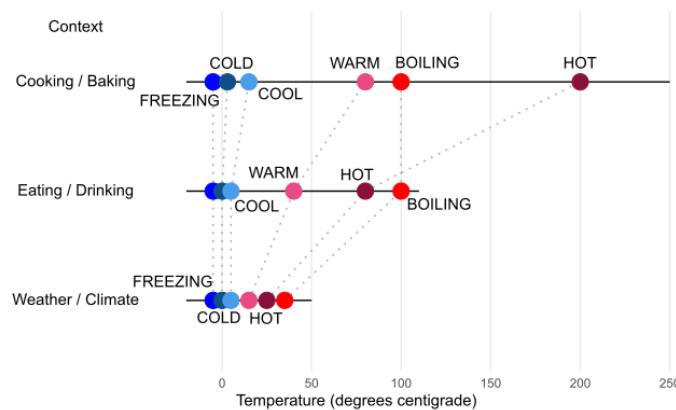 Context
COLD
WARM
BOILING
HOT
Cooking / Baking
FREEZING
COOL
WARM
HOT
Eating / Drinking
COOL
BOILING
FREEZING
Weather / Climate
COLD
HOT
0
50
100
150
200
250
Temperature (degrees centigrade)